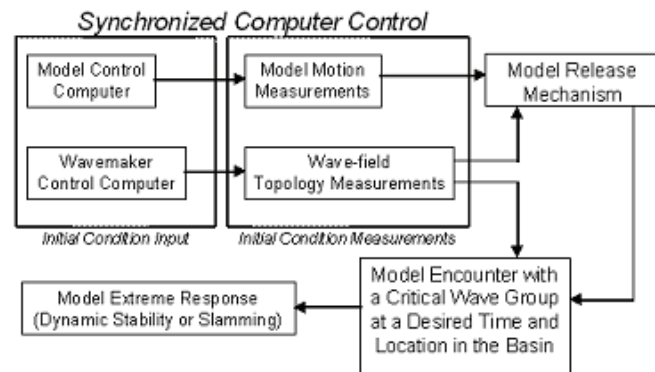 Synchronized Computer Control
Model Control
Computer
Model Motion
Measurements
Model Release
Mechanism
Wavemaker
Control Computer
Wave-field
Topology Measurements
Initial Condition Input
Initial Condition Measurements
Model Extreme Response
(Dynamic Stability or Slamming)
Model Encounter with
a Critical Wave Group
at a Desired Time and
Location in the Basin